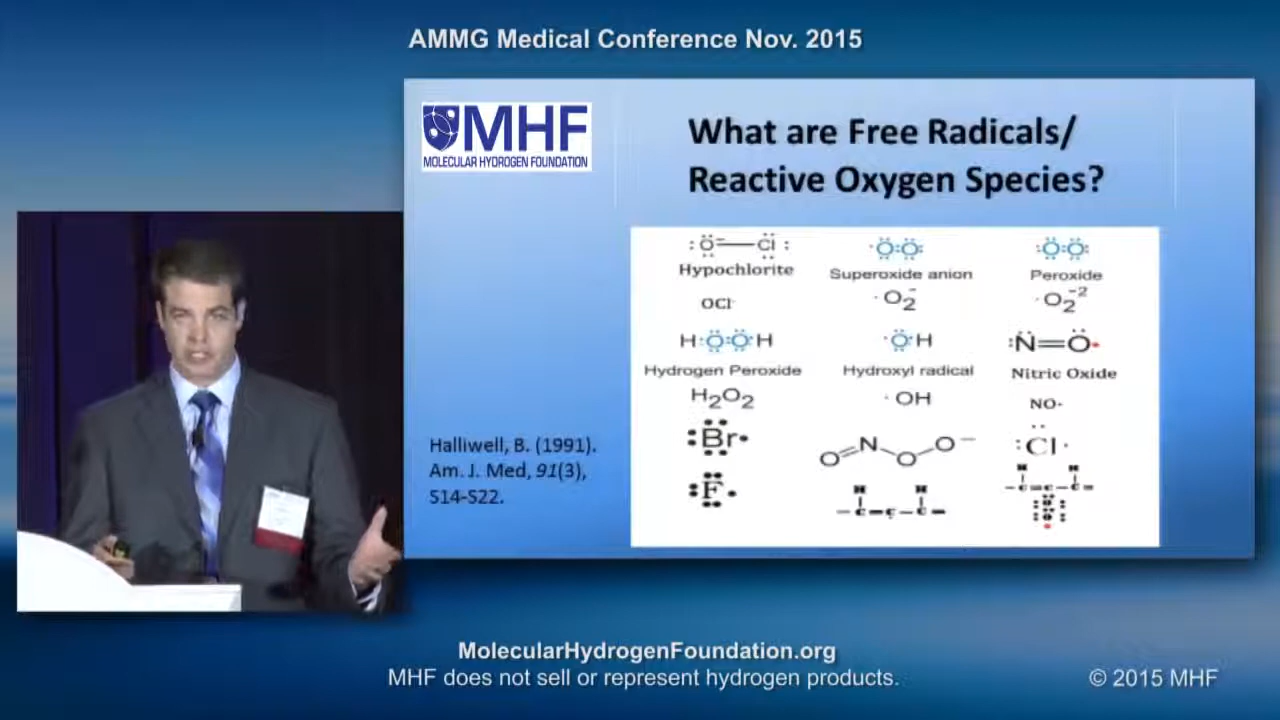 AMMG Medical Conference Nov. 2015
MHF
MOLECULAR HYDROGEN FOUNDATION
What are Free Radicals/
Reactive Oxygen Species?
:Ö⁻—Cl:
·O:O:
·O:O:
Hypochlorite
Superoxide anion
Peroxide
OCl⁻
·O₂⁻
·O₂⁻²
H:O:O:H
·O:H
:N=O·
Hydrogen Peroxide
Hydroxyl radical
Nitric Oxide
H₂O₂
·OH
NO·
:Br·
O=N-O-O⁻
:Cl·
:F·
Halliwell, B. (1991).
Am. J. Med, 91(3),
S14-S22.
MolecularHydrogenFoundation.org
MHF does not sell or represent hydrogen products.
© 2015 MHF